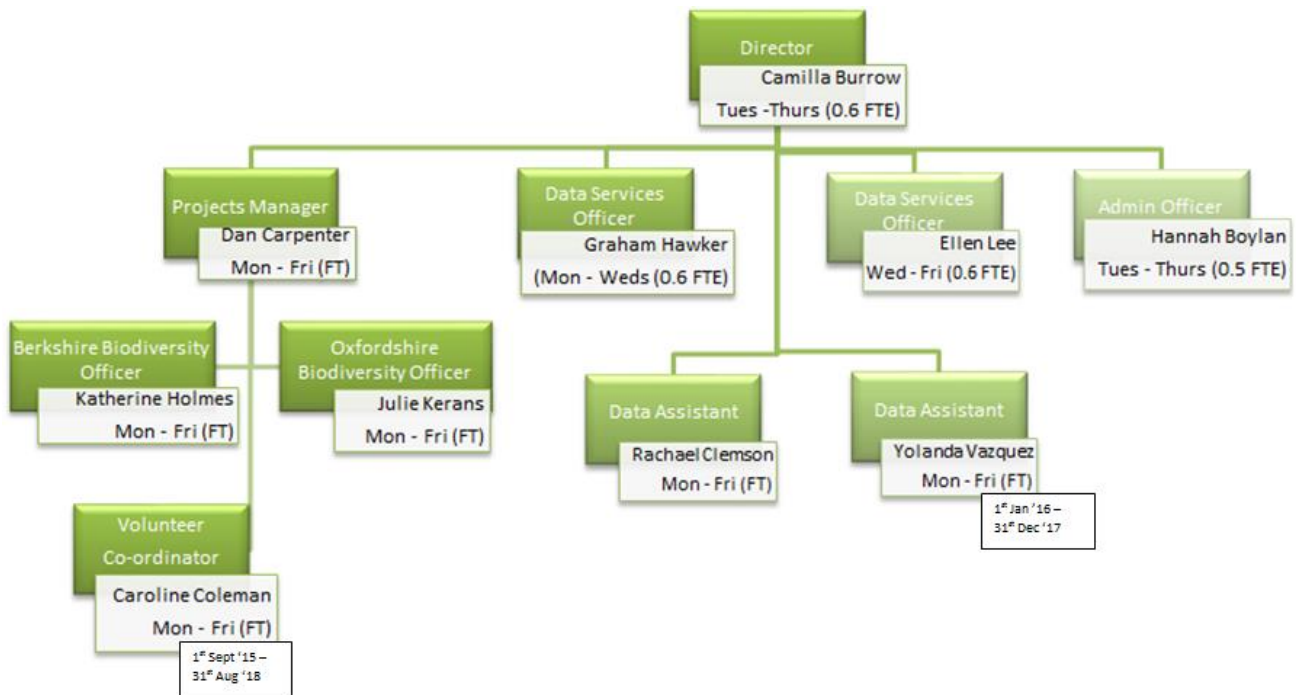 Director
Camilla Burrow
Tues -Thurs (0.6 FTE)
Projects Manager
Dan Carpenter
Mon - Fri (FT)
Data Services
Officer
Graham Hawker
(Mon - Weds (0.6 FTE)
Data Services
Officer
Ellen Lee
Wed - Fri (0.6 FTE)
Admin Officer
Hannah Boylan
Tues - Thurs (0.5 FTE)
Berkshire Biodiversity
Officer
Katherine Holmes
Mon - Fri (FT)
Oxfordshire
Biodiversity Officer
Julie Kerans
Mon - Fri (FT)
Data Assistant
Rachael Clemson
Mon - Fri (FT)
Data Assistant
Yolanda Vazquez
Mon - Fri (FT)
1st Jan '16 –
31st Dec '17
Volunteer
Co-ordinator
Caroline Coleman
Mon - Fri (FT)
1st Sept '15 –
31st Aug '18